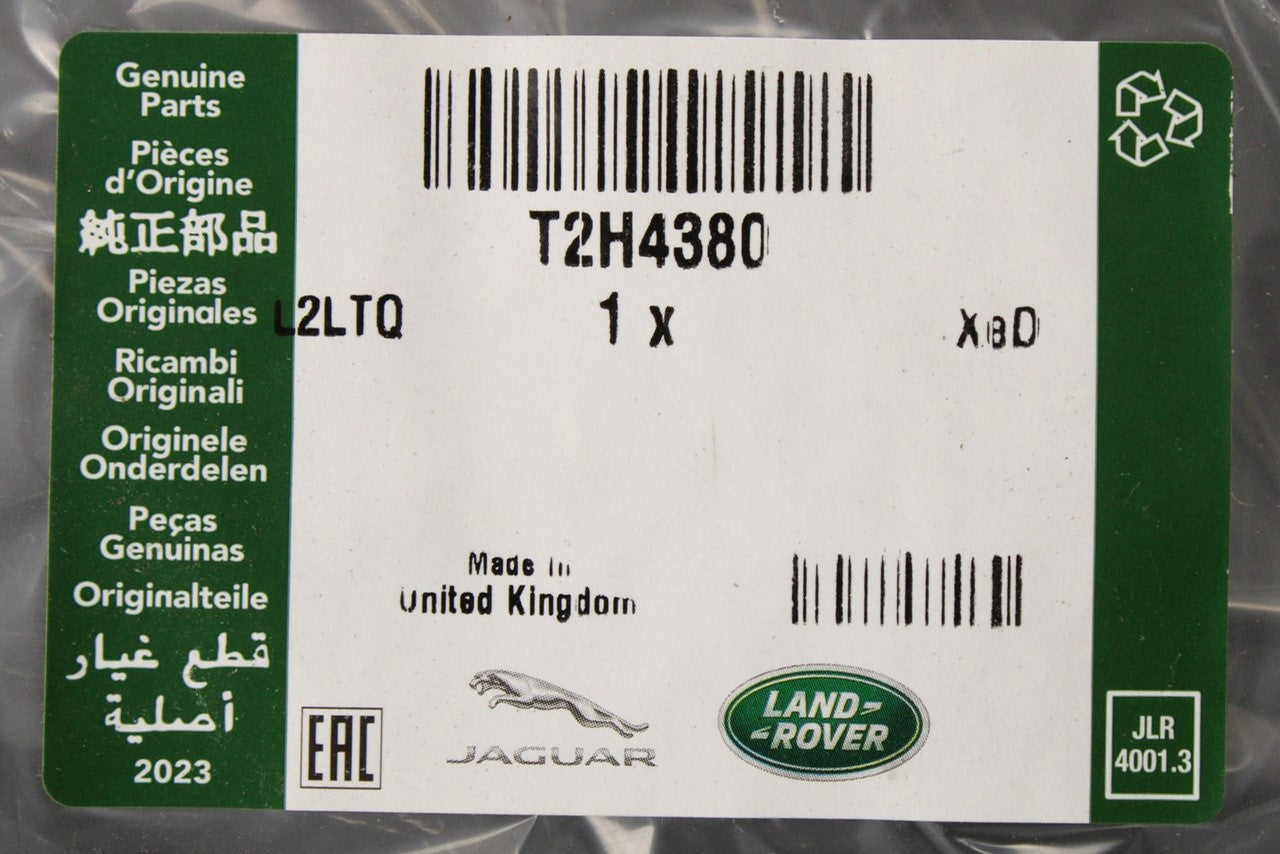 Genuine
Parts
Pièces
d'Origine
純正部品
Piezas
Originales
Ricambi
Originali
Originele
Onderdelen
Peças
Genuinas
Originalteile
قطع غيار
أصلية
2023
T2H4380
L2LTQ 1 x
Made in
United Kingdom
EAC
JAGUAR
LAND-
-ROVER
JLR
4001.3